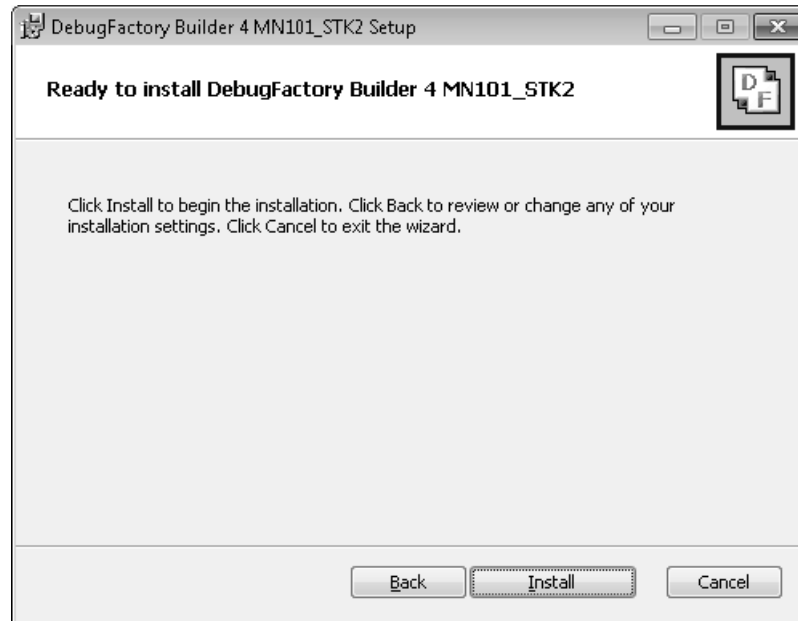 DebugFactory Builder 4 MN101_STK2 Setup
Ready to install DebugFactory Builder 4 MN101_STK2
D
F
Click Install to begin the installation. Click Back to review or change any of your
installation settings. Click Cancel to exit the wizard.
Back Install Cancel